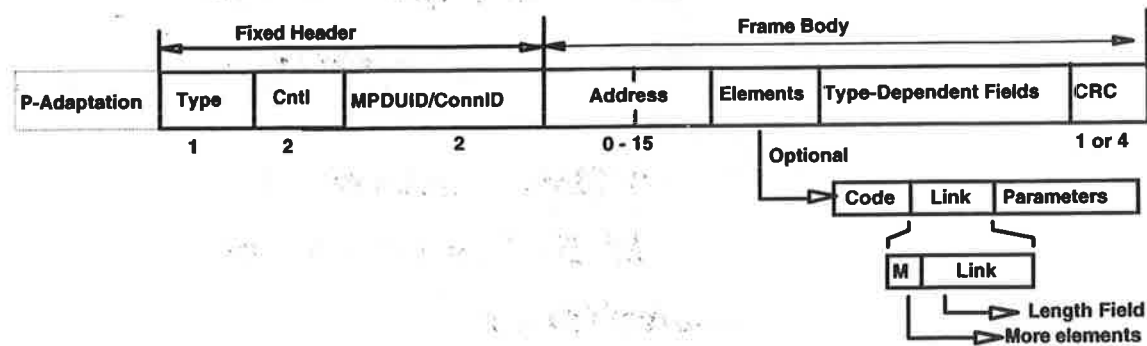 Fixed Header
Frame Body
P-Adaptation Type Cntl MPDUID/ConnID Address Elements Type-Dependent Fields CRC
1 2 2 0 - 15 1 or 4
Optional
Code Link Parameters
M Link
Length Field
More elements